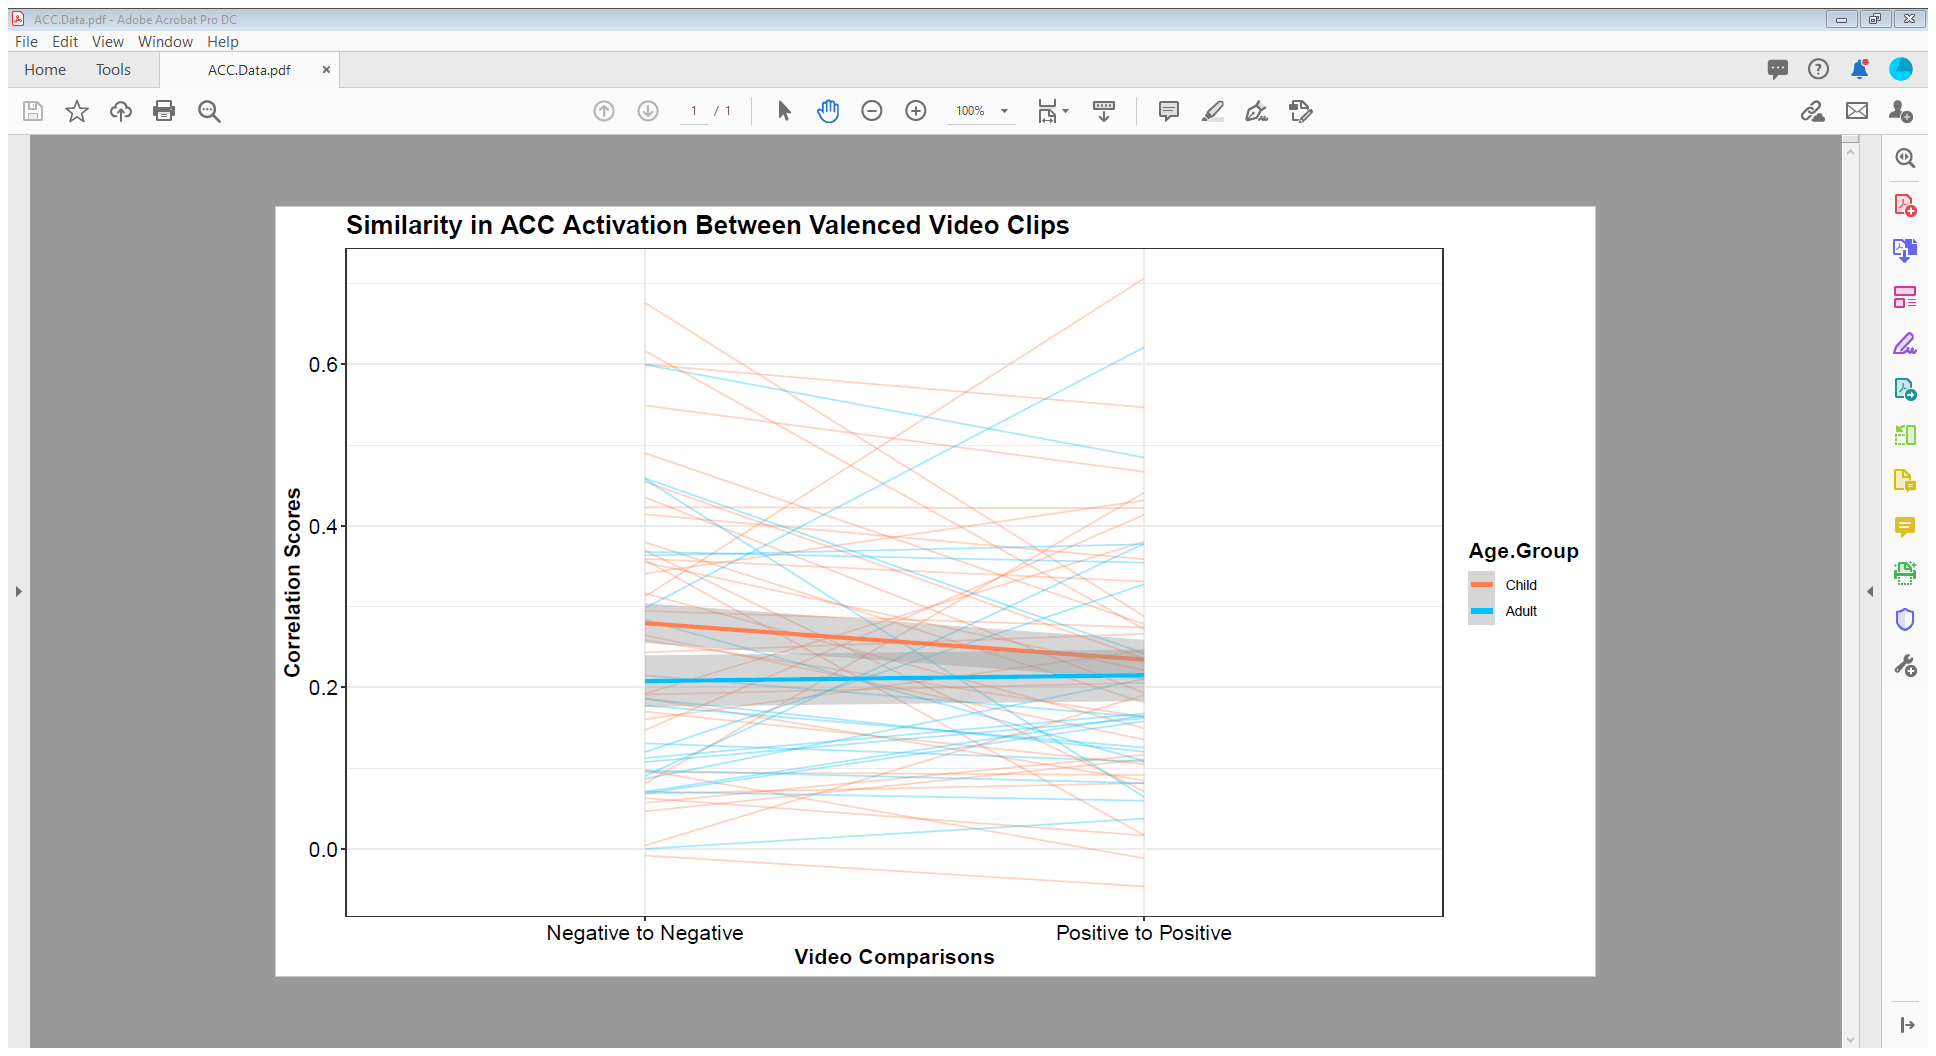 ACC.Data.pdf - Adobe Acrobat Pro DC
File Edit View Window Help
Home Tools ACC.Data.pdf
1 / 1 100%
Similarity in ACC Activation Between Valenced Video Clips
Correlation Scores
0.6
0.4
0.2
0.0
Negative to Negative Positive to Positive
Video Comparisons
Age.Group
Child
Adult